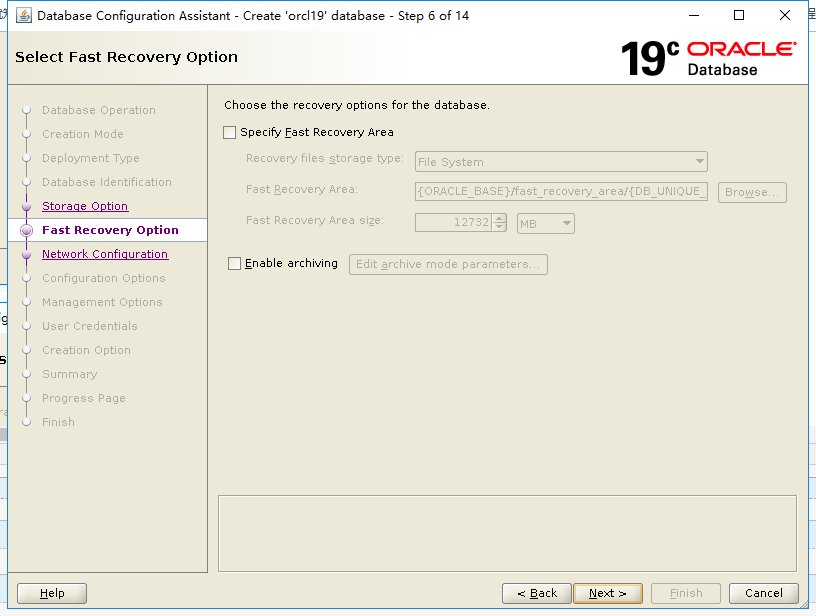 Database Configuration Assistant - Create 'orcl19' database - Step 6 of 14
Select Fast Recovery Option
19c ORACLE
Database
Database Operation
Creation Mode
Deployment Type
Database Identification
Storage Option
Fast Recovery Option
Network Configuration
Configuration Options
Management Options
User Credentials
Creation Option
Summary
Progress Page
Finish
Choose the recovery options for the database.
Specify Fast Recovery Area
Recovery files storage type: File System
Fast Recovery Area: {ORACLE_BASE}/fast_recovery_area/{DB_UNIQUE_ Browse...
Fast Recovery Area size: 12732 MB
Enable archiving Edit archive mode parameters...
Help < Back Next > Finish Cancel